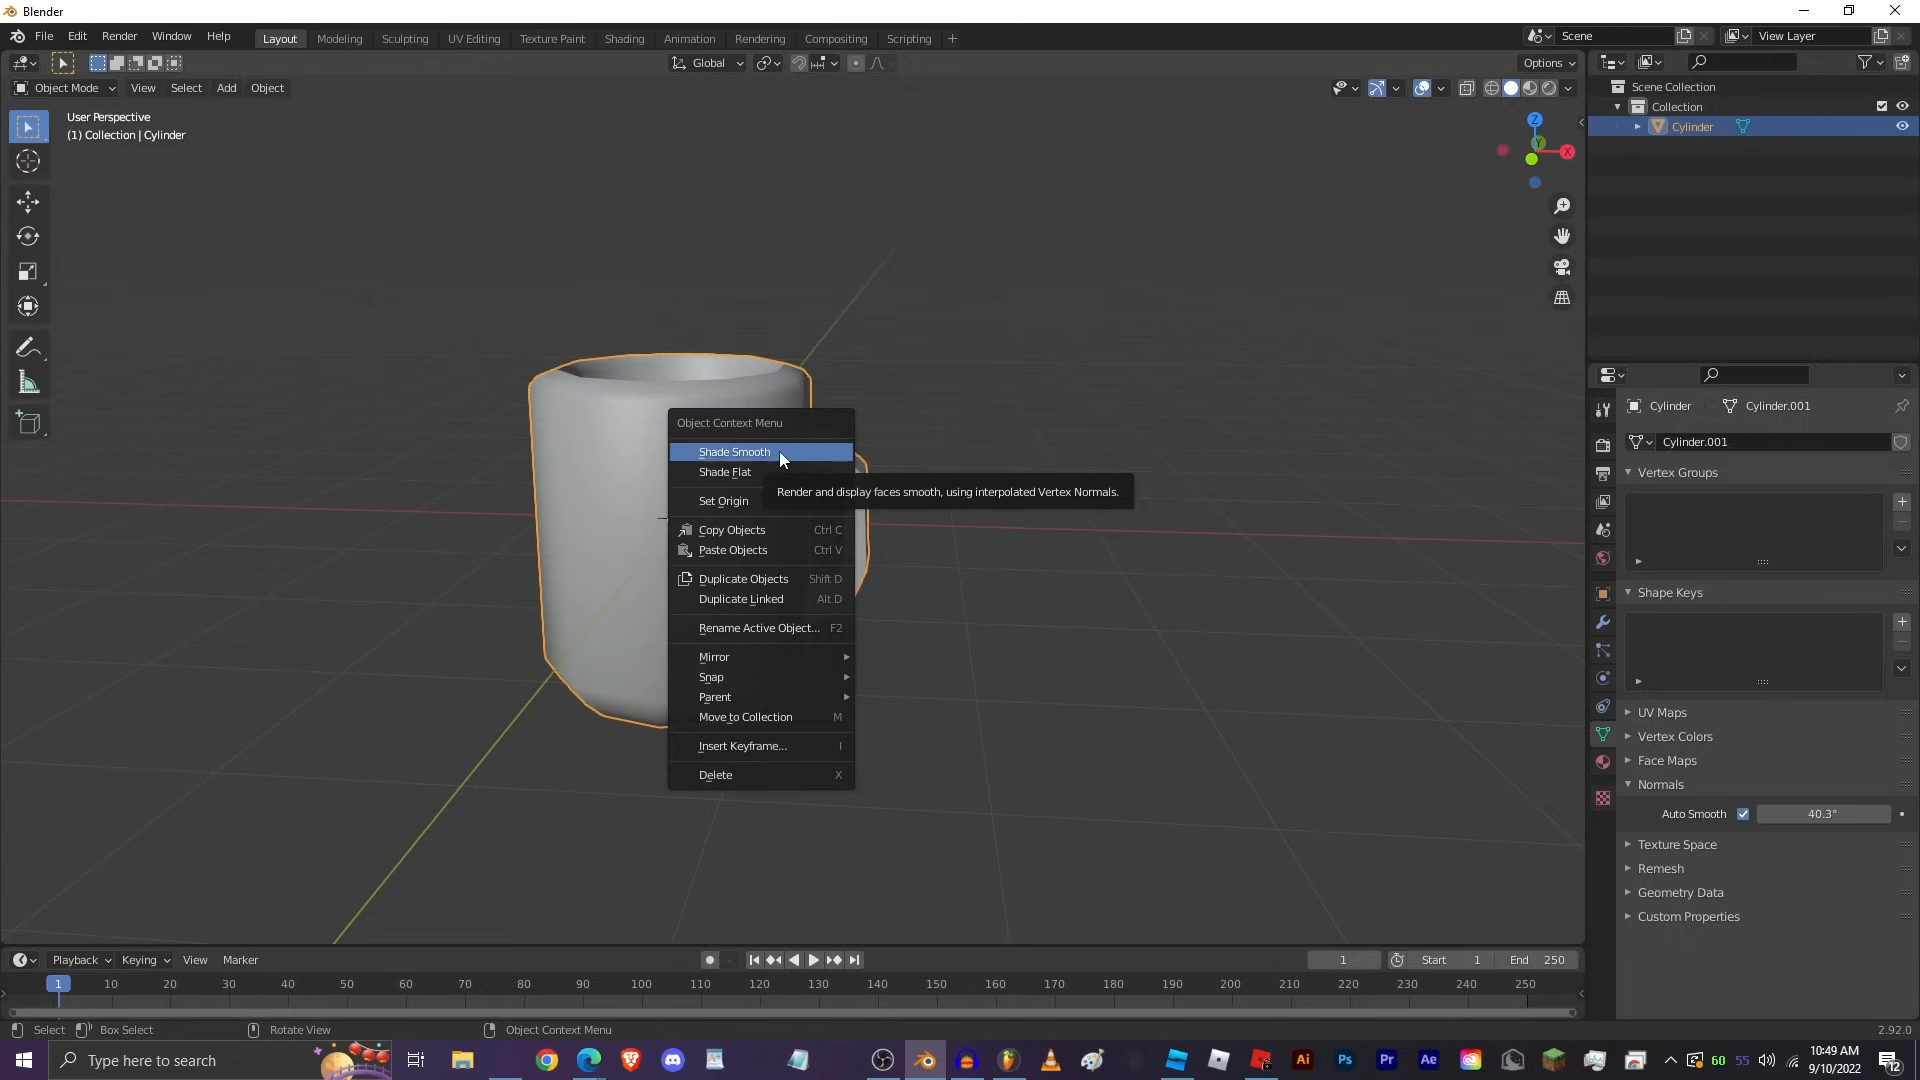 Blender
File Edit Render Window Help
Layout Modeling Sculpting UV Editing Texture Paint Shading Animation Rendering Compositing Scripting +
Scene
View Layer
Global
Options
Object Mode View Select Add Object
User Perspective
(1) Collection | Cylinder
Z
Y
X
Scene Collection
Collection
Cylinder
Object Context Menu
Shade Smooth
Shade Flat
Render and display faces smooth, using interpolated Vertex Normals.
Set Origin
Copy Objects Ctrl C
Paste Objects Ctrl V
Duplicate Objects Shift D
Duplicate Linked Alt D
Rename Active Object... F2
Mirror
Snap
Parent
Move to Collection M
Insert Keyframe... I
Delete X
Cylinder Cylinder.001
Cylinder.001
Vertex Groups
Shape Keys
UV Maps
Vertex Colors
Face Maps
Normals
Auto Smooth 40.3°
Texture Space
Remesh
Geometry Data
Custom Properties
Playback Keying View Marker
1 Start 1 End 250
1 10 20 30 40 50 60 70 80 90 100 110 120 130 140 150 160 170 180 190 200 210 220 230 240 250
Select Box Select Rotate View Object Context Menu
2.92.0
Type here to search
Ai Ps Pr Ae
60 55
10:49 AM
9/10/2022
12